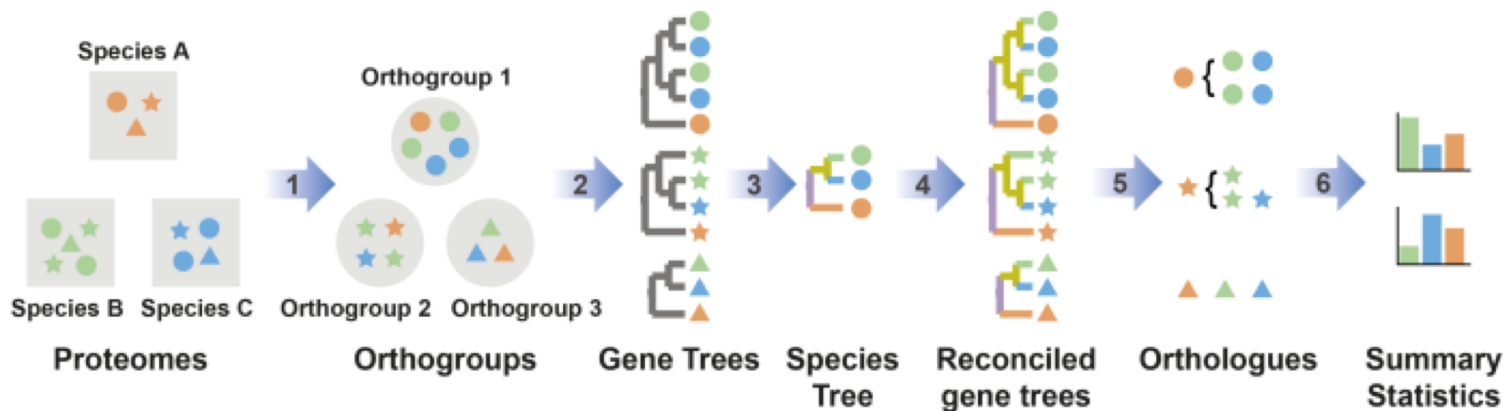 Species A
Species B
Species C
Proteomes
1
Orthogroup 1
Orthogroup 2
Orthogroup 3
Orthogroups
2
Gene Trees
3
Species
Tree
4
Reconciled
gene trees
5
Orthologues
6
Summary
Statistics